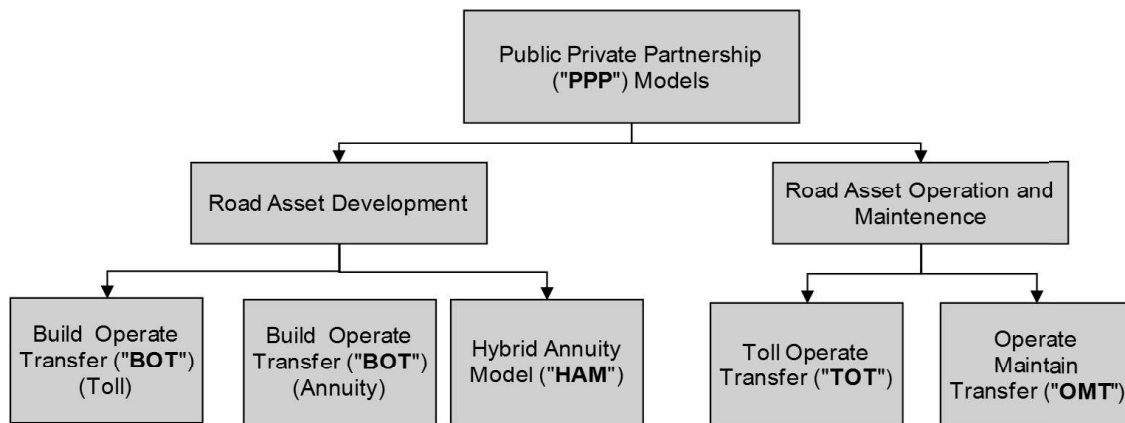 Public Private Partnership
("PPP") Models
Road Asset Development
Road Asset Operation and
Maintenence
Build Operate
Transfer ("BOT")
(Toll)
Build Operate
Transfer ("BOT")
(Annuity)
Hybrid Annuity
Model ("HAM")
Toll Operate
Transfer ("TOT")
Operate
Maintain
Transfer ("OMT")